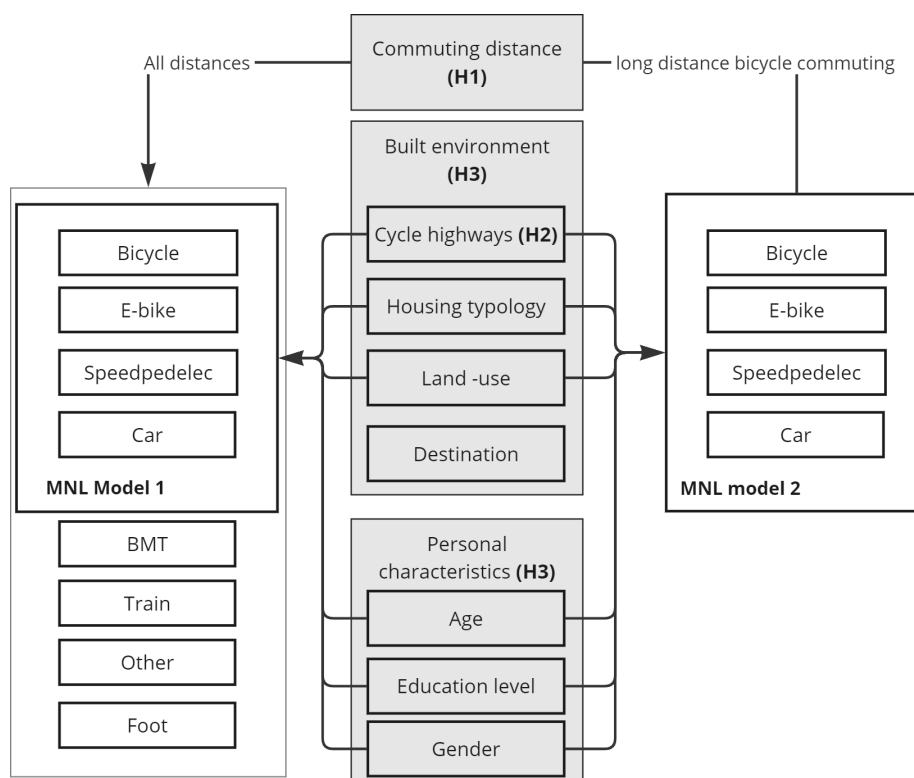 Commuting distance
(H1)
All distances
long distance bicycle commuting
Built environment
(H3)
Cycle highways (H2)
Housing typology
Land -use
Destination
Personal
characteristics (H3)
Age
Education level
Gender
Bicycle
E-bike
Speedpedelec
Car
MNL Model 1
BMT
Train
Other
Foot
Bicycle
E-bike
Speedpedelec
Car
MNL model 2